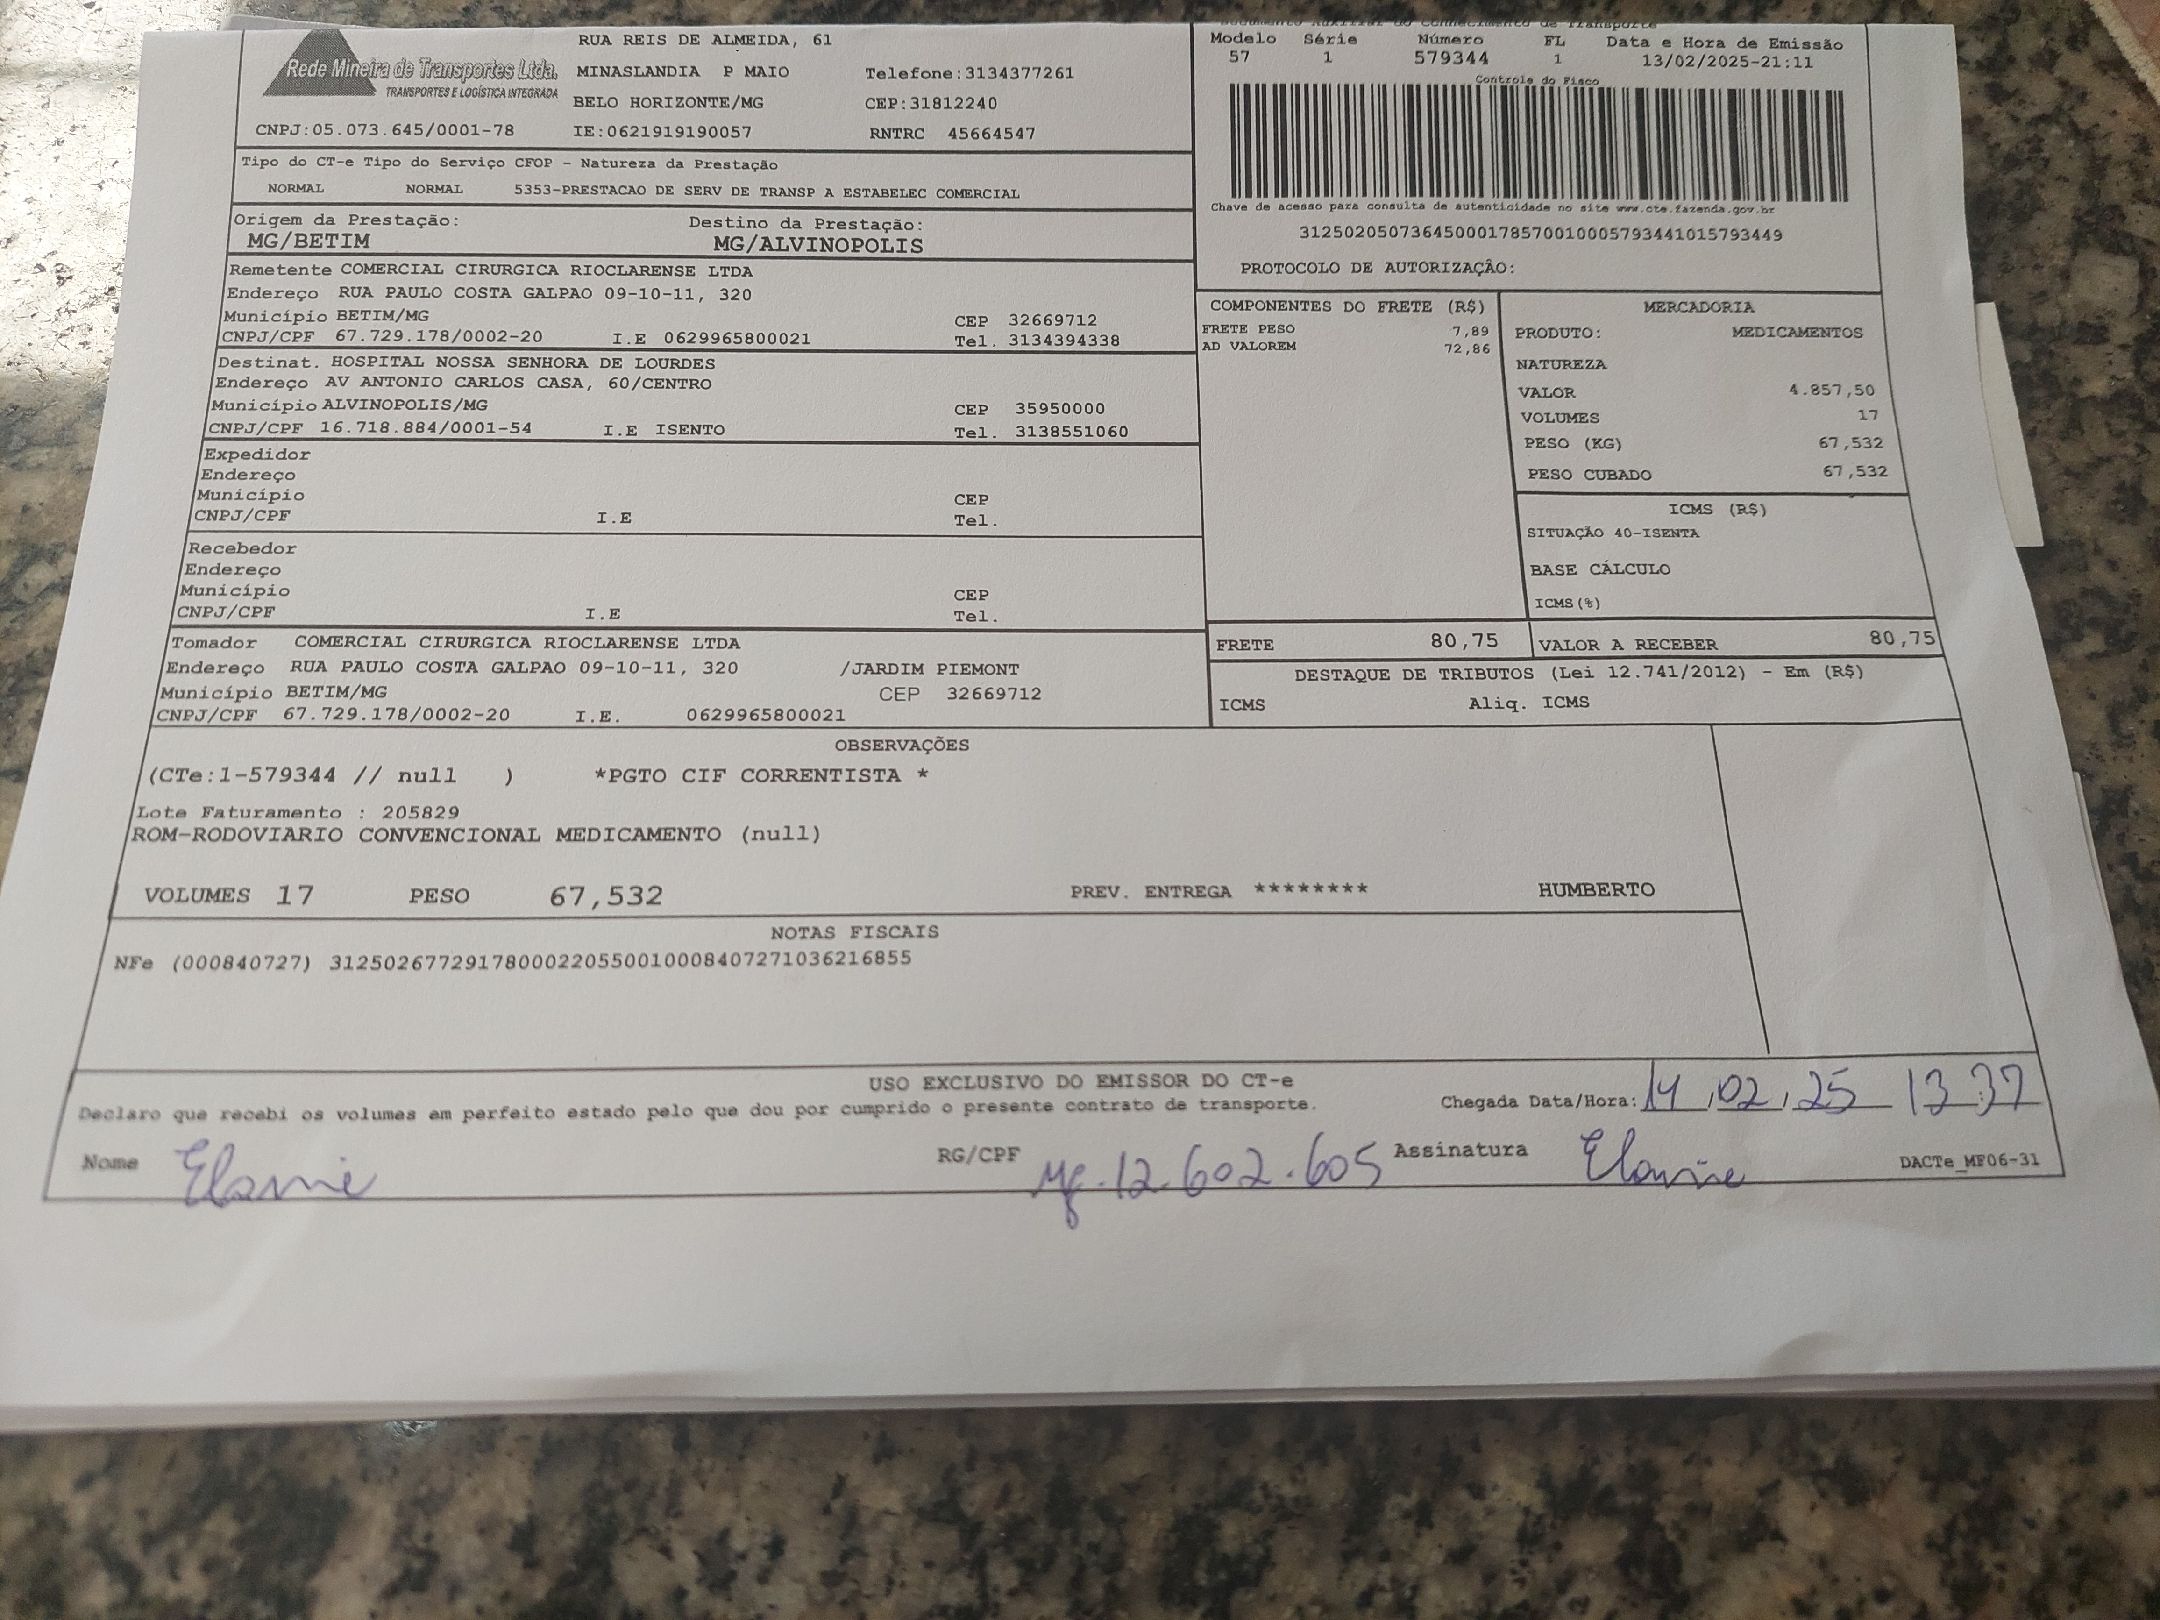 Documento Auxiliar do Conhecimento de Transporte
Rede Mineira de Transportes Ltda.
TRANSPORTES E LOGÍSTICA INTEGRADA
RUA REIS DE ALMEIDA, 61
MINASLANDIA P MAIO Telefone:3134377261
BELO HORIZONTE/MG CEP:31812240
CNPJ:05.073.645/0001-78 IE:0621919190057 RNTRC 45664547
Modelo Série Número FL Data e Hora de Emissão
57 1 579344 1 13/02/2025-21:11
Controle do Fisco
Chave de acesso para consulta de autenticidade no site www.cte.fazenda.gov.br
31250205073645000178570010005793441015793449
PROTOCOLO DE AUTORIZAÇÃO:
Tipo do CT-e Tipo do Serviço CFOP - Natureza da Prestação
NORMAL NORMAL 5353-PRESTACAO DE SERV DE TRANSP A ESTABELEC COMERCIAL
Origem da Prestação: Destino da Prestação:
MG/BETIM MG/ALVINOPOLIS
Remetente COMERCIAL CIRURGICA RIOCLARENSE LTDA
Endereço RUA PAULO COSTA GALPAO 09-10-11, 320
Município BETIM/MG CEP 32669712
CNPJ/CPF 67.729.178/0002-20 I.E 0629965800021 Tel. 3134394338
Destinat. HOSPITAL NOSSA SENHORA DE LOURDES
Endereço AV ANTONIO CARLOS CASA, 60/CENTRO
Município ALVINOPOLIS/MG CEP 35950000
CNPJ/CPF 16.718.884/0001-54 I.E ISENTO Tel. 3138551060
Expedidor
Endereço
Município CEP
CNPJ/CPF I.E Tel.
Recebedor
Endereço
Município CEP
CNPJ/CPF I.E Tel.
Tomador COMERCIAL CIRURGICA RIOCLARENSE LTDA
Endereço RUA PAULO COSTA GALPAO 09-10-11, 320 /JARDIM PIEMONT
Município BETIM/MG CEP 32669712
CNPJ/CPF 67.729.178/0002-20 I.E. 0629965800021
COMPONENTES DO FRETE (R$)
FRETE PESO 7,89
AD VALOREM 72,86
MERCADORIA
PRODUTO: MEDICAMENTOS
NATUREZA
VALOR 4.857,50
VOLUMES 17
PESO (KG) 67,532
PESO CUBADO 67,532
ICMS (R$)
SITUAÇÃO 40-ISENTA
BASE CÁLCULO
ICMS(%)
FRETE 80,75 VALOR A RECEBER 80,75
DESTAQUE DE TRIBUTOS (Lei 12.741/2012) - Em (R$)
ICMS Aliq. ICMS
OBSERVAÇÕES
(CTe:1-579344 // null ) *PGTO CIF CORRENTISTA *
Lote Faturamento : 205829
ROM-RODOVIARIO CONVENCIONAL MEDICAMENTO (null)
VOLUMES 17 PESO 67,532 PREV. ENTREGA ******** HUMBERTO
NOTAS FISCAIS
NFe (000840727) 31250267729178000220550010008407271036216855
USO EXCLUSIVO DO EMISSOR DO CT-e
Declaro que recebi os volumes em perfeito estado pelo que dou por cumprido o presente contrato de transporte. Chegada Data/Hora: 14,02,25 13:37
Nome Elaine RG/CPF Mg.12.602.605 Assinatura Elaine DACTe_MF06-31